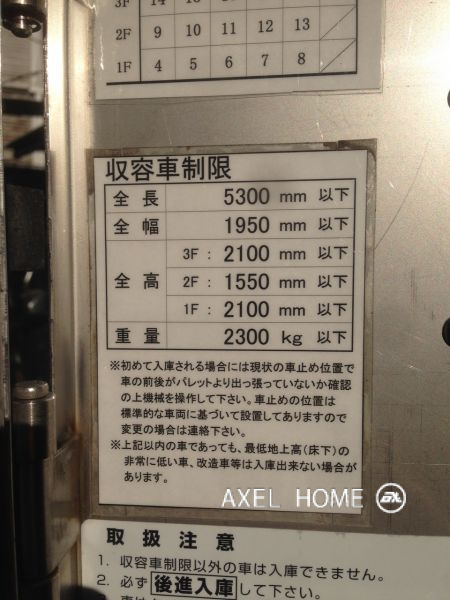 3F 14
2F 9 10 11 12 13
1F 4 5 6 7 8
収容車制限
全長 5300 mm 以下
全幅 1950 mm 以下
全高 3F : 2100 mm 以下
2F : 1550 mm 以下
1F : 2100 mm 以下
重量 2300 kg 以下
※初めて入庫される場合には現状の車止め位置で
車の前後がパレットより出っ張っていないか確認
の上機械を操作して下さい。車止めの位置は
標準的な車両に基づいて設置してありますので
変更の場合は連絡下さい。
※上記以内の車であっても、最低地上高(床下)の
非常に低い車、改造車等は入庫出来ない場合が
あります。
AXEL HOME
取扱注意
1. 収容車制限以外の車は入庫できません。
2. 必ず後進入庫して下さい。